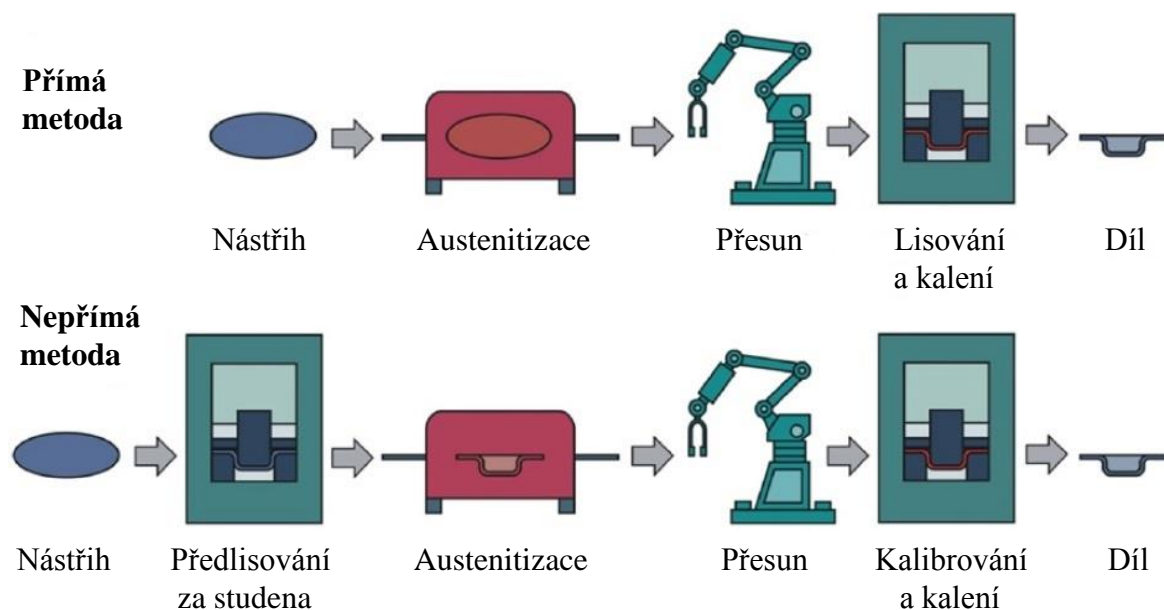 Přímá
metoda
Nástřih
Austenitizace
Přesun
Lisování
a kalení
Díl
Nepřímá
metoda
Nástřih
Předlisování
za studena
Austenitizace
Přesun
Kalibrování
a kalení
Díl